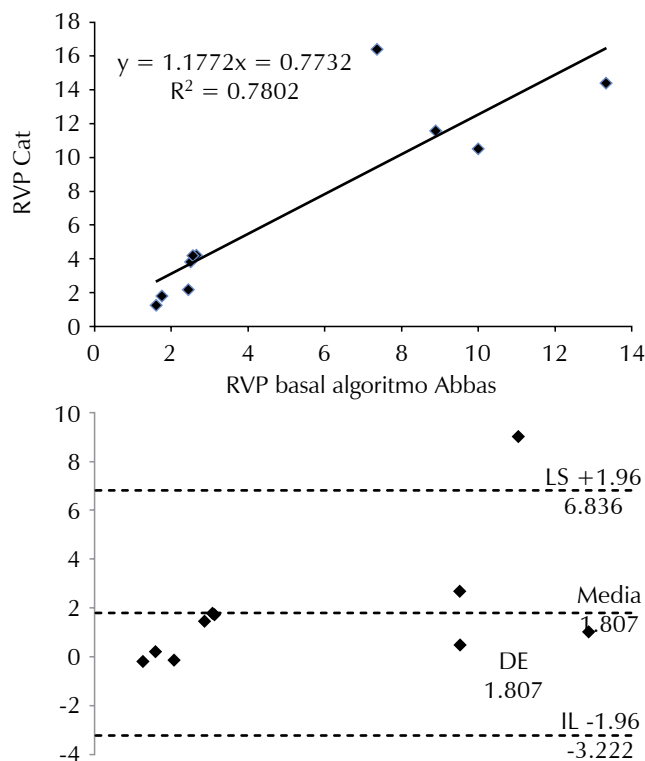 18
16
14
12
10
8
6
4
2
0
RVP Cat
y = 1.1772x = 0.7732
R² = 0.7802
0 2 4 6 8 10 12 14
RVP basal algoritmo Abbas
10
8
6
4
2
0
-2
-4
LS +1.96
6.836
Media
1.807
DE
1.807
IL -1.96
-3.222